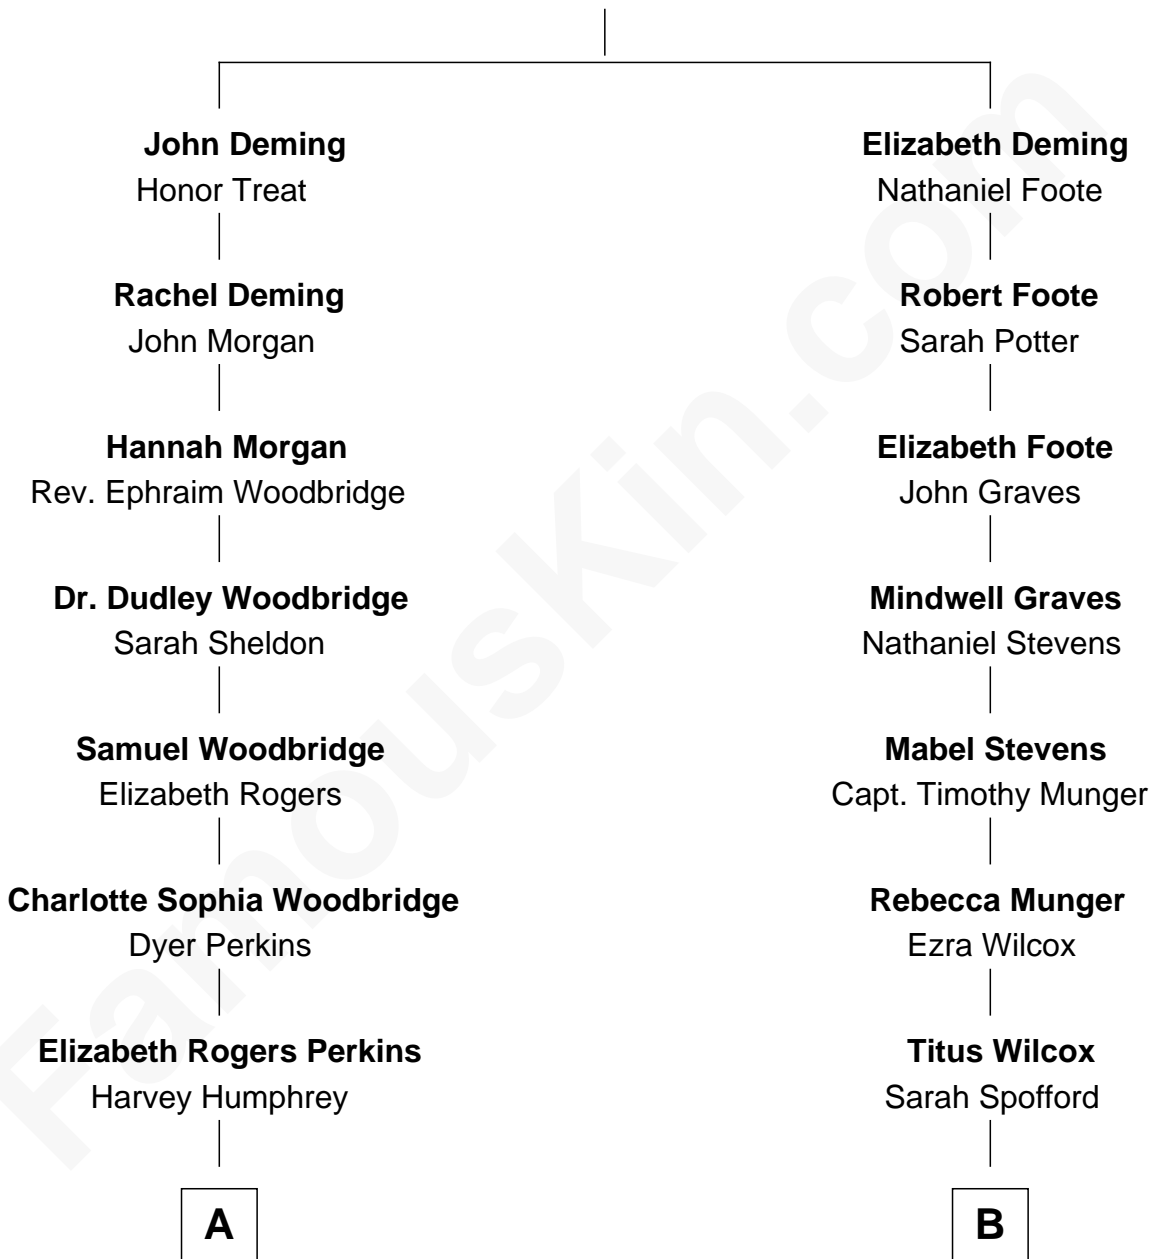 John Deming
Honor Treat
Rachel Deming
John Morgan
Hannah Morgan
Rev. Ephraim Woodbridge
Dr. Dudley Woodbridge
Sarah Sheldon
Samuel Woodbridge
Elizabeth Rogers
Charlotte Sophia Woodbridge
Dyer Perkins
Elizabeth Rogers Perkins
Harvey Humphrey
A
Elizabeth Deming
Nathaniel Foote
Robert Foote
Sarah Potter
Elizabeth Foote
John Graves
Mindwell Graves
Nathaniel Stevens
Mabel Stevens
Capt. Timothy Munger
Rebecca Munger
Ezra Wilcox
Titus Wilcox
Sarah Spofford
B
FamousKin.com